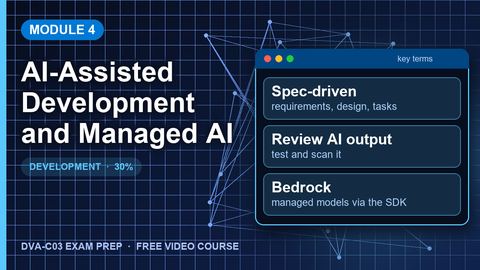 MODULE 4
AI-Assisted
Development
and Managed AI
DEVELOPMENT · 30%
DVA-C03 EXAM PREP · FREE VIDEO COURSE
key terms
Spec-driven
requirements, design, tasks
Review AI output
test and scan it
Bedrock
managed models via the SDK